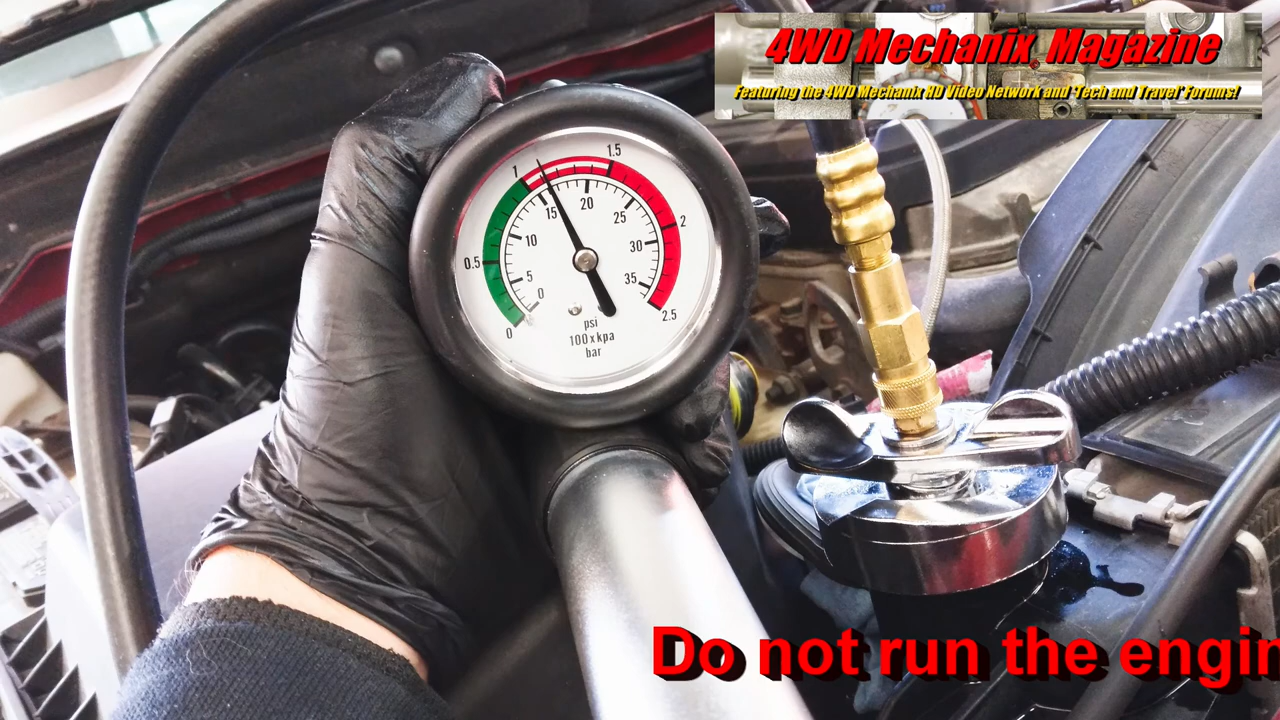 4WD Mechanix Magazine
Featuring the 4WD Mechanix HD Video Network and 'Tech and Travel' Forums!
1 1.5
15 20 25
10 30 2
0.5
5 35
0 0 2.5
psi
100 x kpa
bar
Do not run the engin